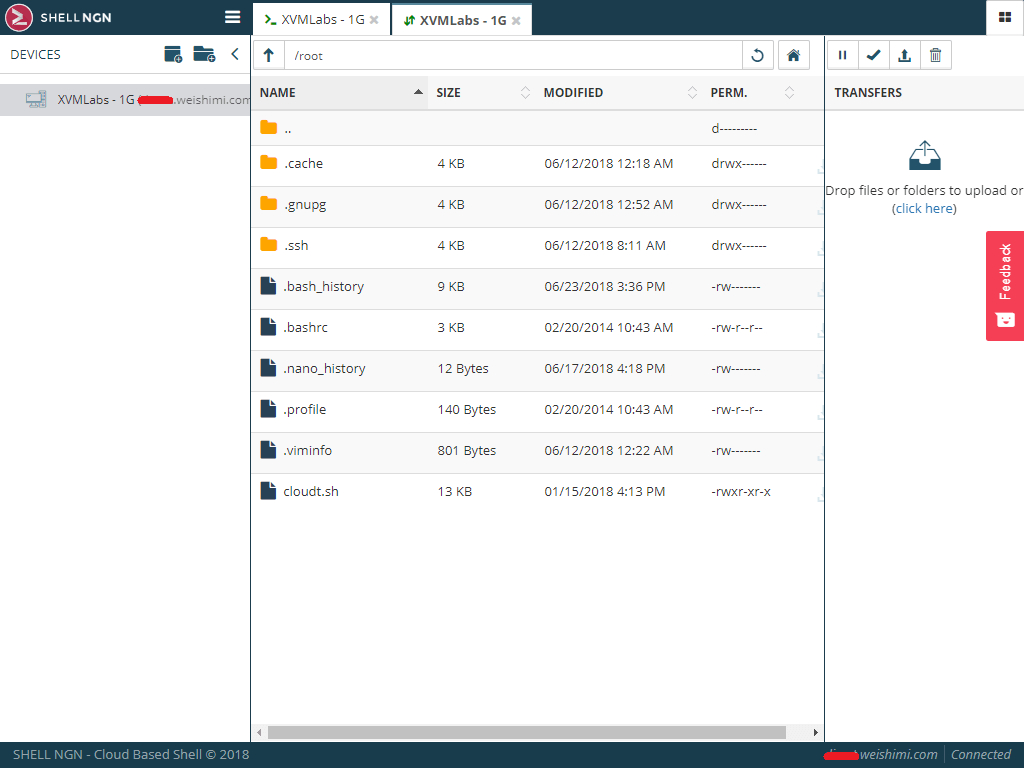 SHELL NGN
XVMLabs - 1G
XVMLabs - 1G
DEVICES
/root
XVMLabs - 1G .weishimi.com
NAME SIZE MODIFIED PERM.
TRANSFERS
.. d---------
.cache 4 KB 06/12/2018 12:18 AM drwx------
.gnupg 4 KB 06/12/2018 12:52 AM drwx------
.ssh 4 KB 06/12/2018 8:11 AM drwx------
.bash_history 9 KB 06/23/2018 3:36 PM -rw-------
.bashrc 3 KB 02/20/2014 10:43 AM -rw-r--r--
.nano_history 12 Bytes 06/17/2018 4:18 PM -rw-------
.profile 140 Bytes 02/20/2014 10:43 AM -rw-r--r--
.viminfo 801 Bytes 06/12/2018 12:22 AM -rw-------
cloudt.sh 13 KB 01/15/2018 4:13 PM -rwxr-xr-x
Drop files or folders to upload or
(click here)
Feedback
SHELL NGN - Cloud Based Shell © 2018
.weishimi.com
Connected